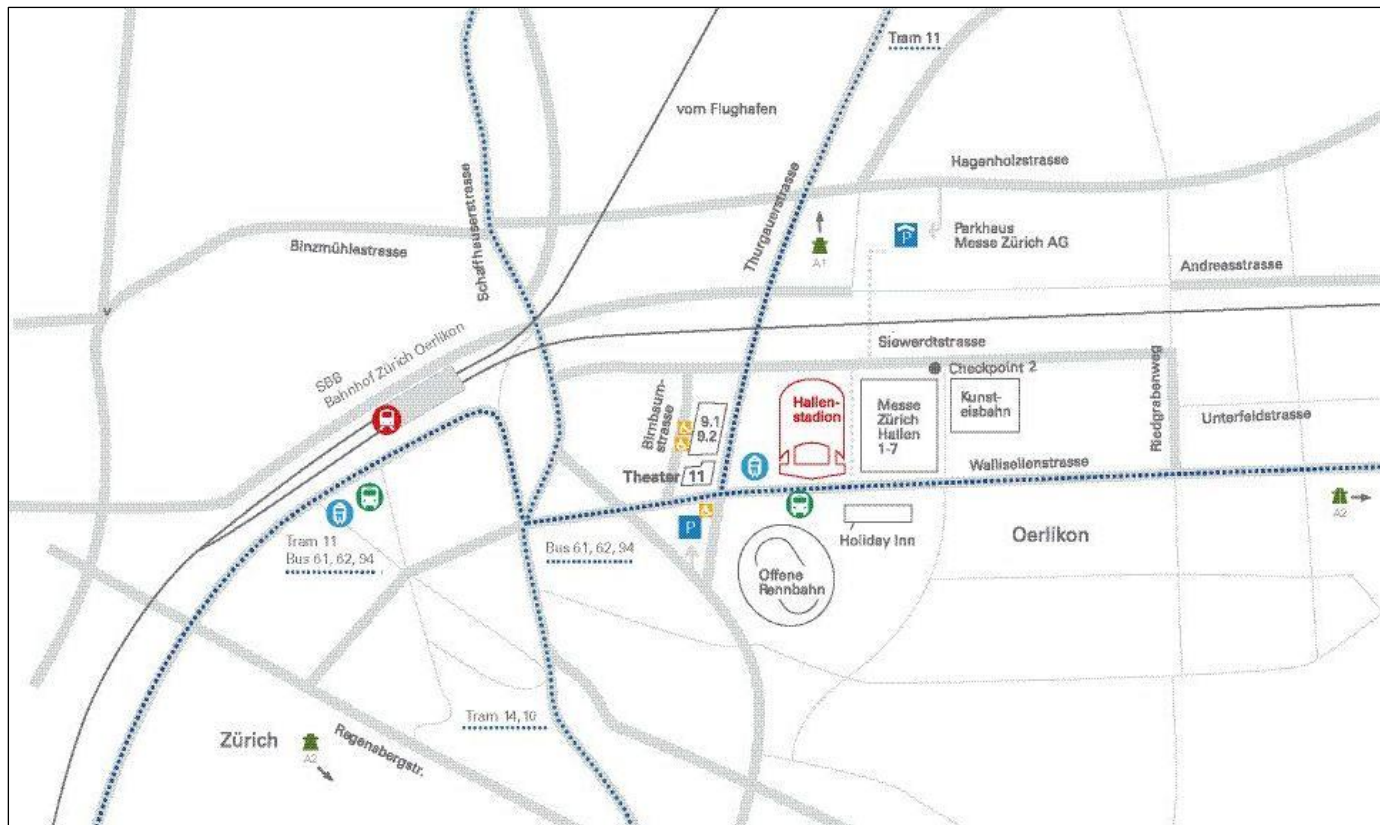 Tram 11
vom Flughafen
Hagenholzstrasse
Schaffhauserstrasse
Thurgauerstrasse
P
Parkhaus
Messe Zürich AG
Binzmühlestrasse
A1
Andreasstrasse
SBB
Bahnhof Zürich Oerlikon
Siewerdtstrasse
Checkpoint 2
Riedgrabenweg
Birnbaum-
strasse
9.1
9.2
Hallen-
stadion
Messe
Zürich
Hallen
1-7
Kunst-
eisbahn
Unterfeldstrasse
Theater 11
Wallisellenstrasse
A2
P
Holiday Inn
Oerlikon
Tram 11
Bus 61, 62, 94
Bus 61, 62, 94
Offene
Rennbahn
Tram 14, 10
Zürich
A2
Regensbergstr.